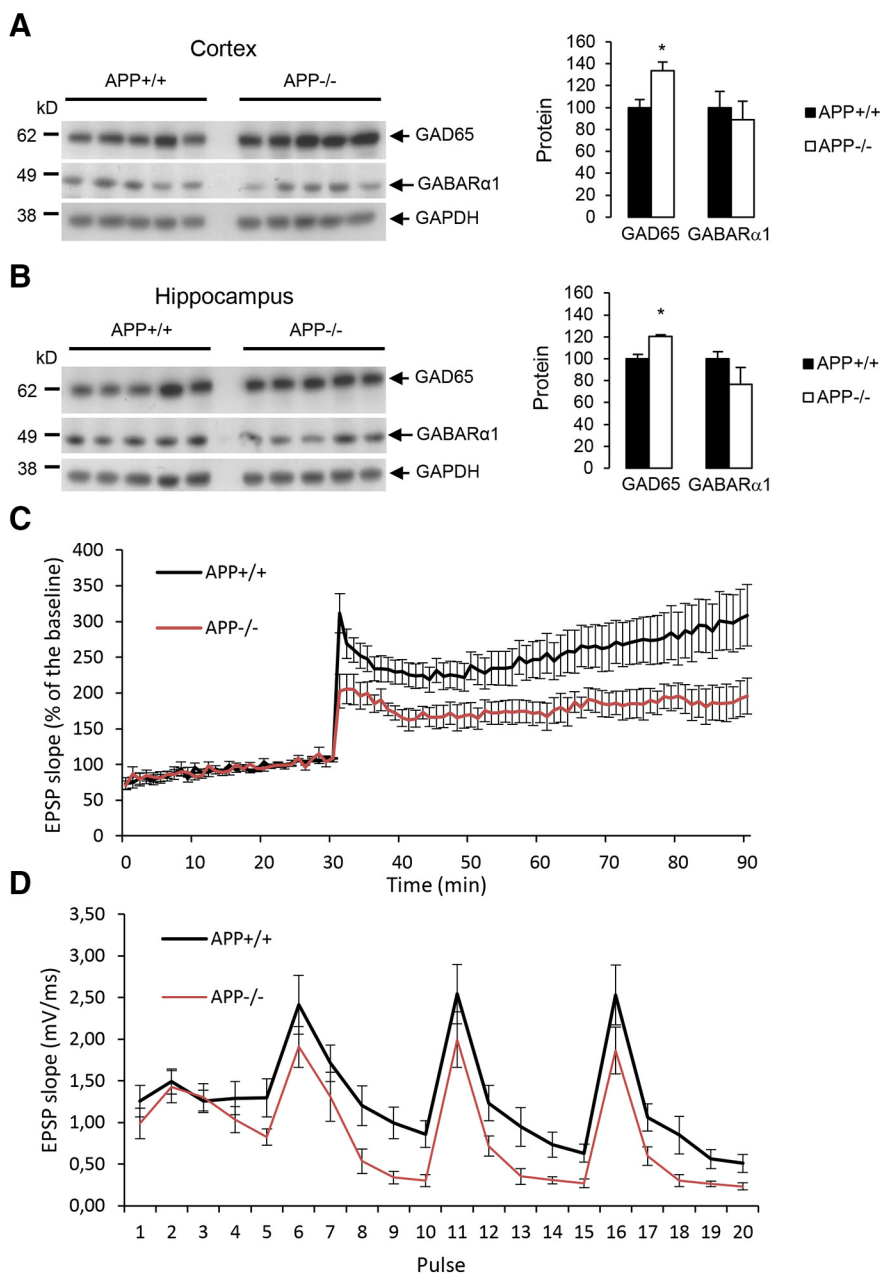 A
Cortex
APP+/+ APP-/-
kD
62 GAD65
49 GABARα1
38 GAPDH
Protein
160
140
120
100
80
60
40
20
0
*
GAD65 GABARα1
APP+/+
APP-/-
B
Hippocampus
APP+/+ APP-/-
kD
62 GAD65
49 GABARα1
38 GAPDH
Protein
160
140
120
100
80
60
40
20
0
*
GAD65 GABARα1
APP+/+
APP-/-
C
EPSP slope (% of the baseline)
400
350
300
250
200
150
100
50
0
APP+/+
APP-/-
0 10 20 30 40 50 60 70 80 90
Time (min)
D
EPSP slope (mV/ms)
3,50
3,00
2,50
2,00
1,50
1,00
0,50
0,00
APP+/+
APP-/-
1 2 3 4 5 6 7 8 9 10 11 12 13 14 15 16 17 18 19 20
Pulse